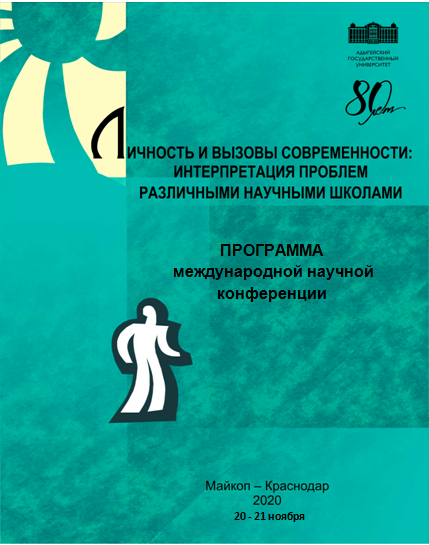 АДЫГЕЙСКИЙ
ГОСУДАРСТВЕННЫЙ
УНИВЕРСИТЕТ
80 лет
ЛИЧНОСТЬ И ВЫЗОВЫ СОВРЕМЕННОСТИ:
ИНТЕРПРЕТАЦИЯ ПРОБЛЕМ
РАЗЛИЧНЫМИ НАУЧНЫМИ ШКОЛАМИ
ПРОГРАММА
международной научной
конференции
Майкоп – Краснодар
2020
20 - 21 ноября